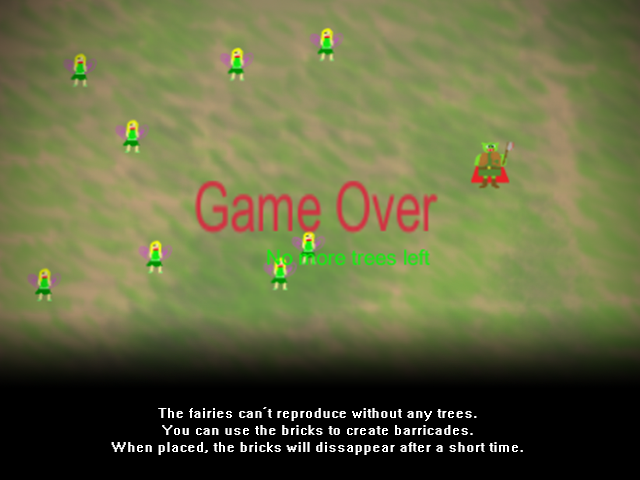 Game Over
No more trees left
The fairies can´t reproduce without any trees.
You can use the bricks to create barricades.
When placed, the bricks will dissappear after a short time.